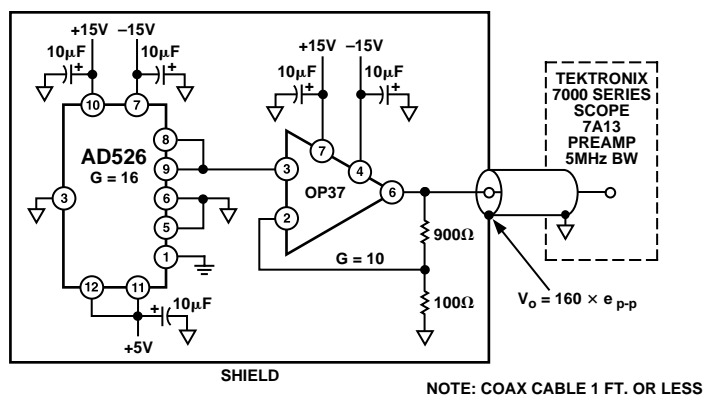 +15V –15V
10µF + 10µF +
10 7
AD526
G = 16
8
9
3
6
5
1
12 11
+ 10µF
+5V
+15V –15V
10µF + 10µF +
7
4
3
OP37
6
2
G = 10
900Ω
100Ω
TEKTRONIX
7000 SERIES
SCOPE
7A13
PREAMP
5MHz BW
Vo = 160 × e p-p
SHIELD
NOTE: COAX CABLE 1 FT. OR LESS